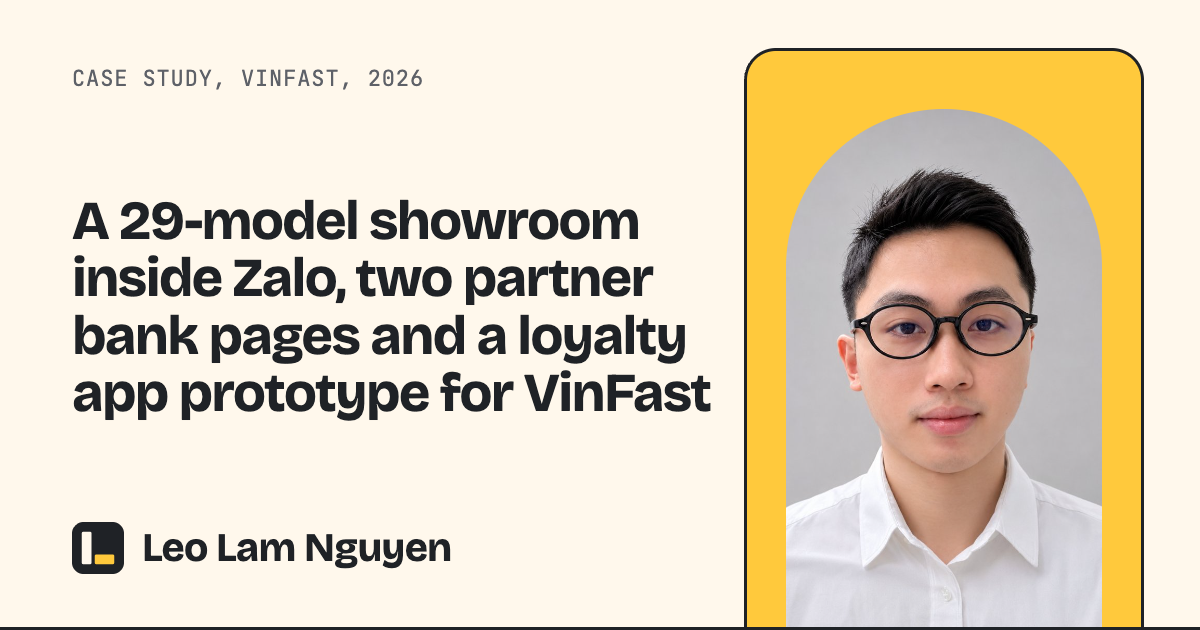 CASE STUDY, VINFAST, 2026
A 29-model showroom
inside Zalo, two partner
bank pages and a loyalty
app prototype for VinFast
Leo Lam Nguyen